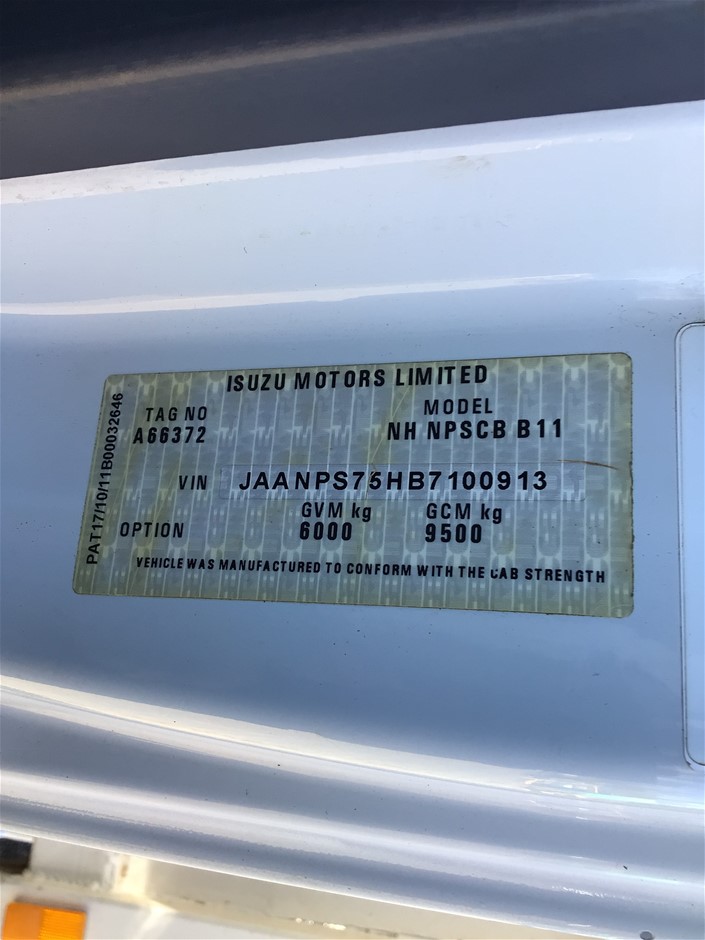 ISUZU MOTORS LIMITED
TAG NO MODEL
A66372 NH NPSCB B11
VIN JAANPS75HB7100913
GVM kg GCM kg
OPTION 6000 9500
VEHICLE WAS MANUFACTURED TO CONFORM WITH THE CAB STRENGTH
PAT17/10/11B00032646